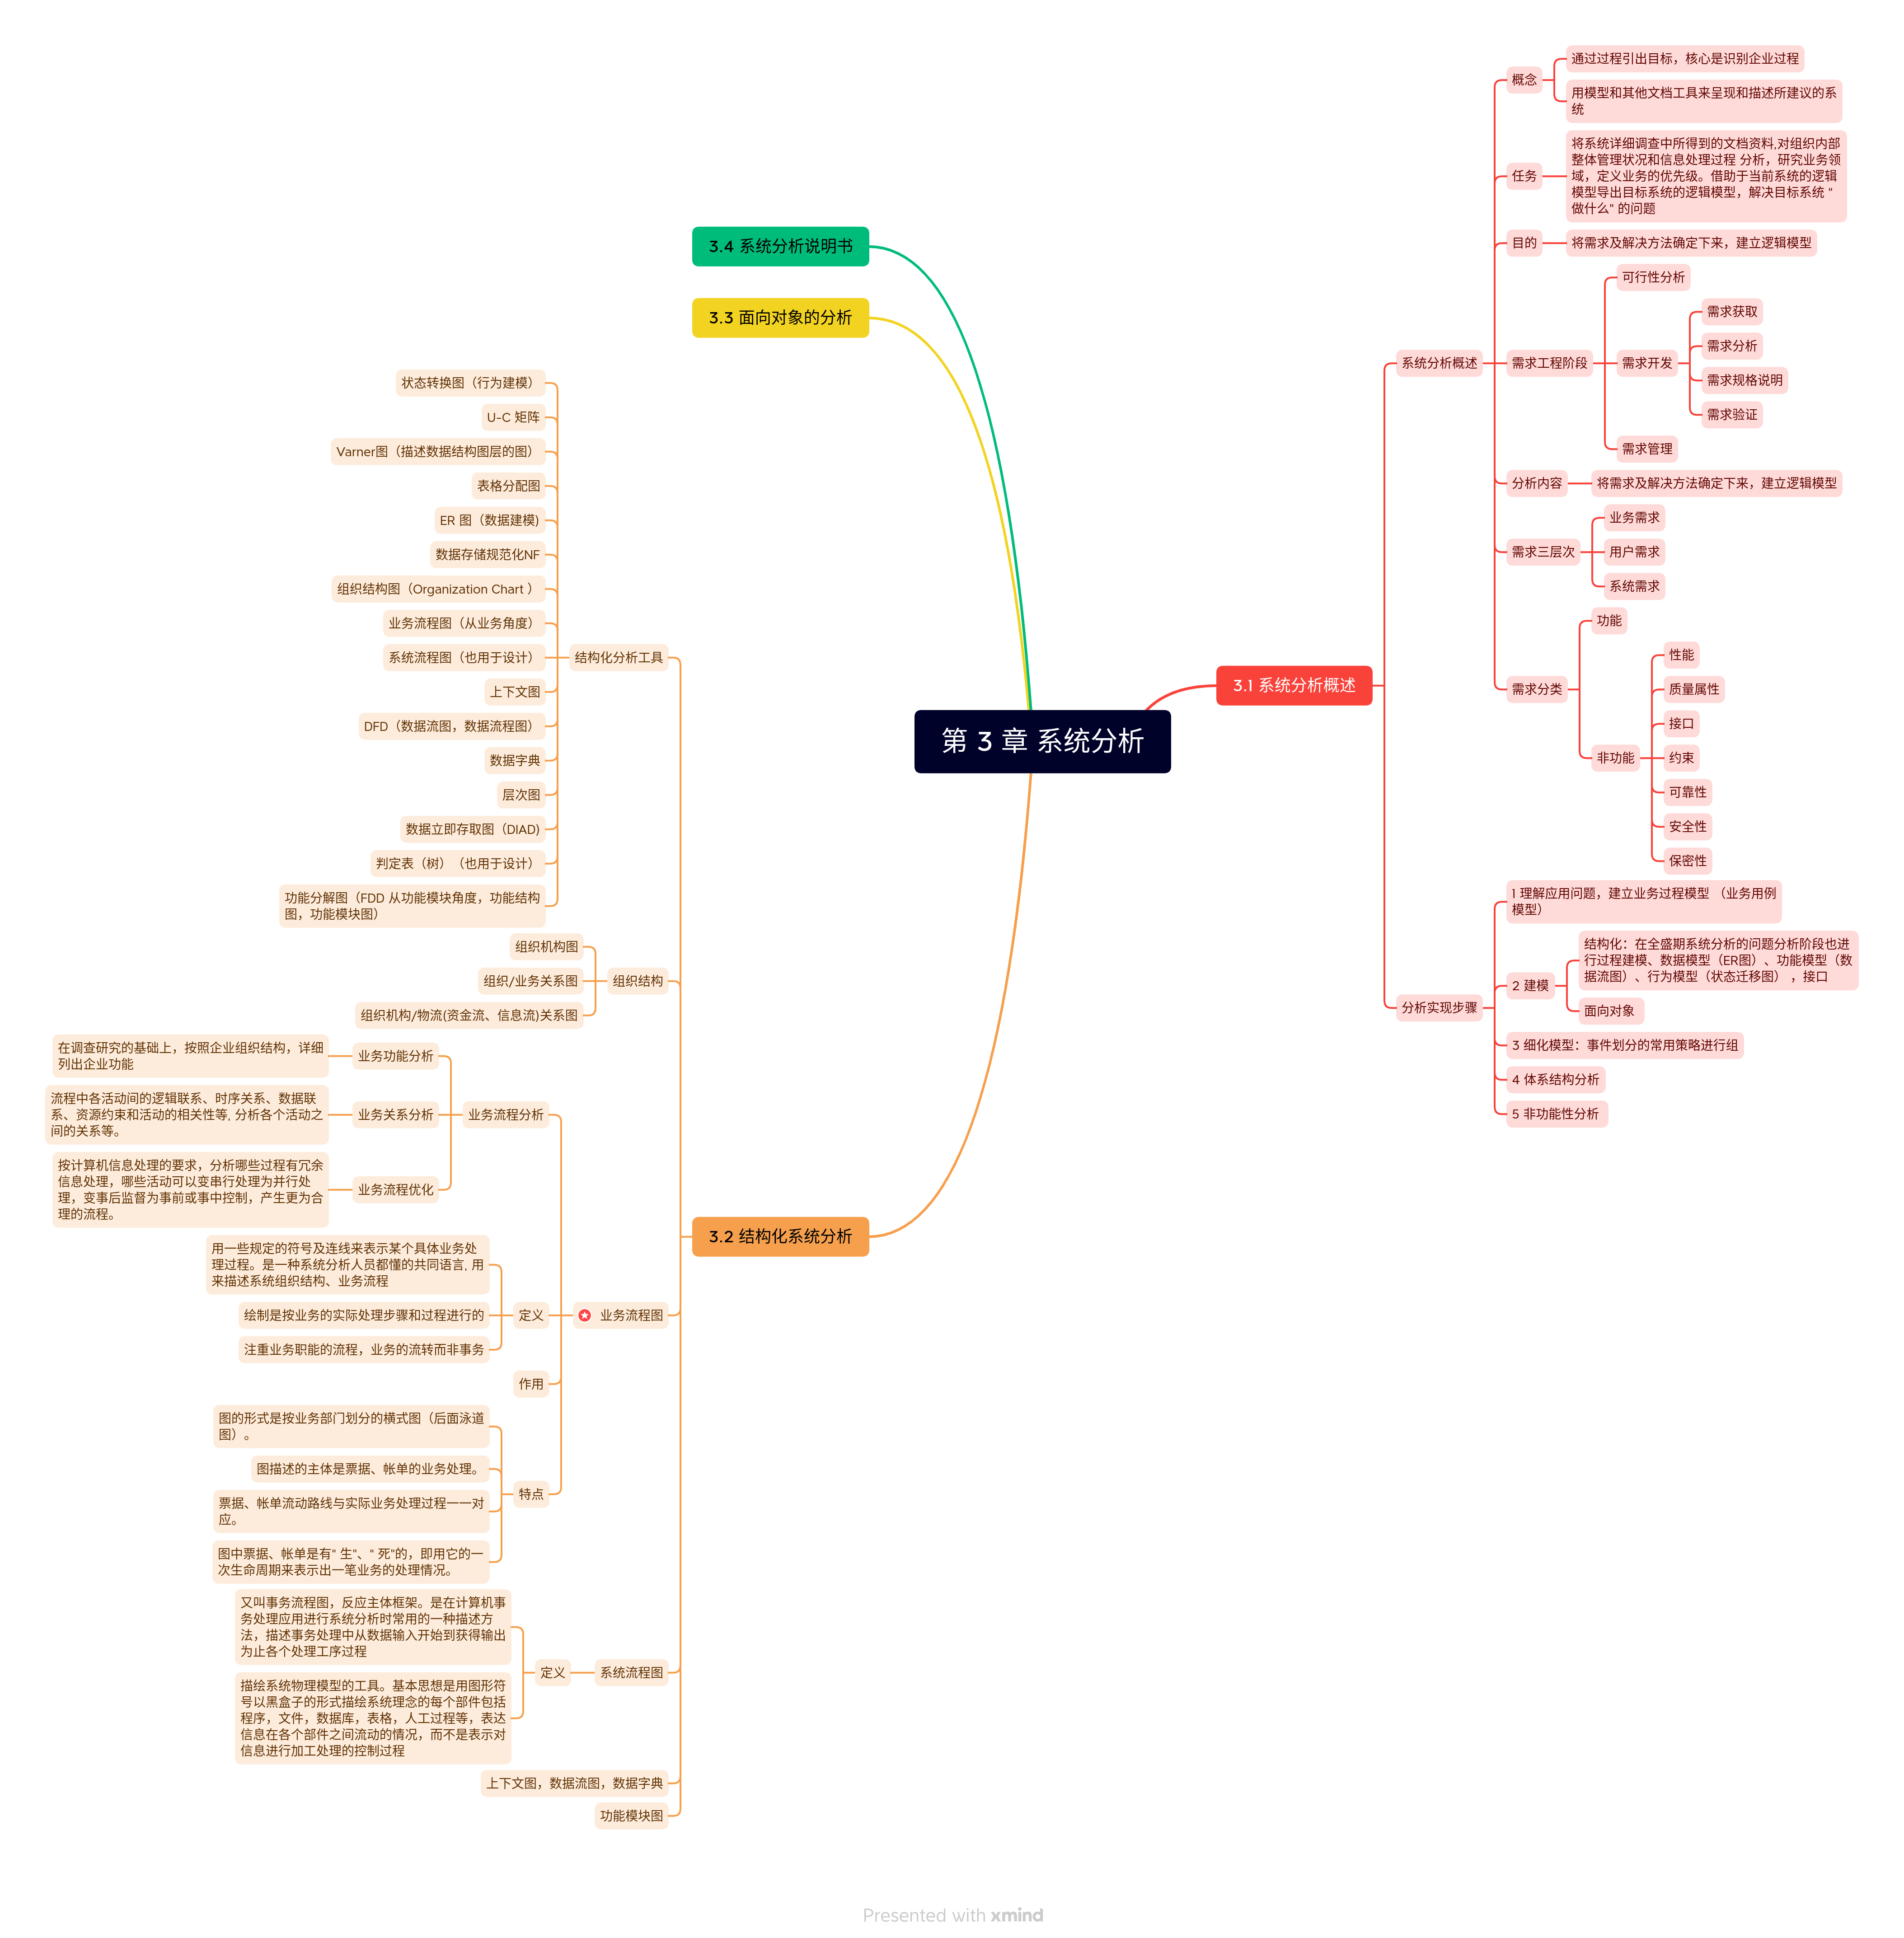 第 3 章 系统分析
3.1 系统分析概述
系统分析概述
概念
通过过程引出目标，核心是识别企业过程
用模型和其他文档工具来呈现和描述所建议的系
统
任务
将系统详细调查中所得到的文档资料,对组织内部
整体管理状况和信息处理过程 分析，研究业务领
域，定义业务的优先级。借助于当前系统的逻辑
模型导出目标系统的逻辑模型，解决目标系统 "
做什么" 的问题
目的
将需求及解决方法确定下来，建立逻辑模型
需求工程阶段
可行性分析
需求开发
需求获取
需求分析
需求规格说明
需求验证
需求管理
分析内容
将需求及解决方法确定下来，建立逻辑模型
需求三层次
业务需求
用户需求
系统需求
需求分类
功能
非功能
性能
质量属性
接口
约束
可靠性
安全性
保密性
分析实现步骤
1 理解应用问题，建立业务过程模型 （业务用例
模型）
2 建模
结构化：在全盛期系统分析的问题分析阶段也进
行过程建模、数据模型（ER图）、功能模型（数
据流图）、行为模型（状态迁移图） ，接口
面向对象
3 细化模型：事件划分的常用策略进行组
4 体系结构分析
5 非功能性分析
3.2 结构化系统分析
结构化分析工具
状态转换图（行为建模）
U-C 矩阵
Varner图（描述数据结构图层的图）
表格分配图
ER 图（数据建模)
数据存储规范化NF
组织结构图（Organization Chart ）
业务流程图（从业务角度）
系统流程图（也用于设计）
上下文图
DFD（数据流图，数据流程图）
数据字典
层次图
数据立即存取图（DIAD)
判定表（树）（也用于设计）
功能分解图（FDD 从功能模块角度，功能结构
图，功能模块图）
组织结构
组织机构图
组织/业务关系图
组织机构/物流(资金流、信息流)关系图
业务流程图
业务流程分析
业务功能分析
在调查研究的基础上，按照企业组织结构，详细
列出企业功能
业务关系分析
流程中各活动间的逻辑联系、时序关系、数据联
系、资源约束和活动的相关性等, 分析各个活动之
间的关系等。
业务流程优化
按计算机信息处理的要求，分析哪些过程有冗余
信息处理，哪些活动可以变串行处理为并行处
理，变事后监督为事前或事中控制，产生更为合
理的流程。
定义
用一些规定的符号及连线来表示某个具体业务处
理过程。是一种系统分析人员都懂的共同语言, 用
来描述系统组织结构、业务流程
绘制是按业务的实际处理步骤和过程进行的
注重业务职能的流程，业务的流转而非事务
作用
特点
图的形式是按业务部门划分的横式图（后面泳道
图）。
图描述的主体是票据、帐单的业务处理。
票据、帐单流动路线与实际业务处理过程一一对
应。
图中票据、帐单是有" 生"、" 死"的，即用它的一
次生命周期来表示出一笔业务的处理情况。
系统流程图
定义
又叫事务流程图，反应主体框架。是在计算机事
务处理应用进行系统分析时常用的一种描述方
法，描述事务处理中从数据输入开始到获得输出
为止各个处理工序过程
描绘系统物理模型的工具。基本思想是用图形符
号以黑盒子的形式描绘系统理念的每个部件包括
程序，文件，数据库，表格，人工过程等，表达
信息在各个部件之间流动的情况，而不是表示对
信息进行加工处理的控制过程
上下文图，数据流图，数据字典
功能模块图
3.3 面向对象的分析
3.4 系统分析说明书
Presented with xmind